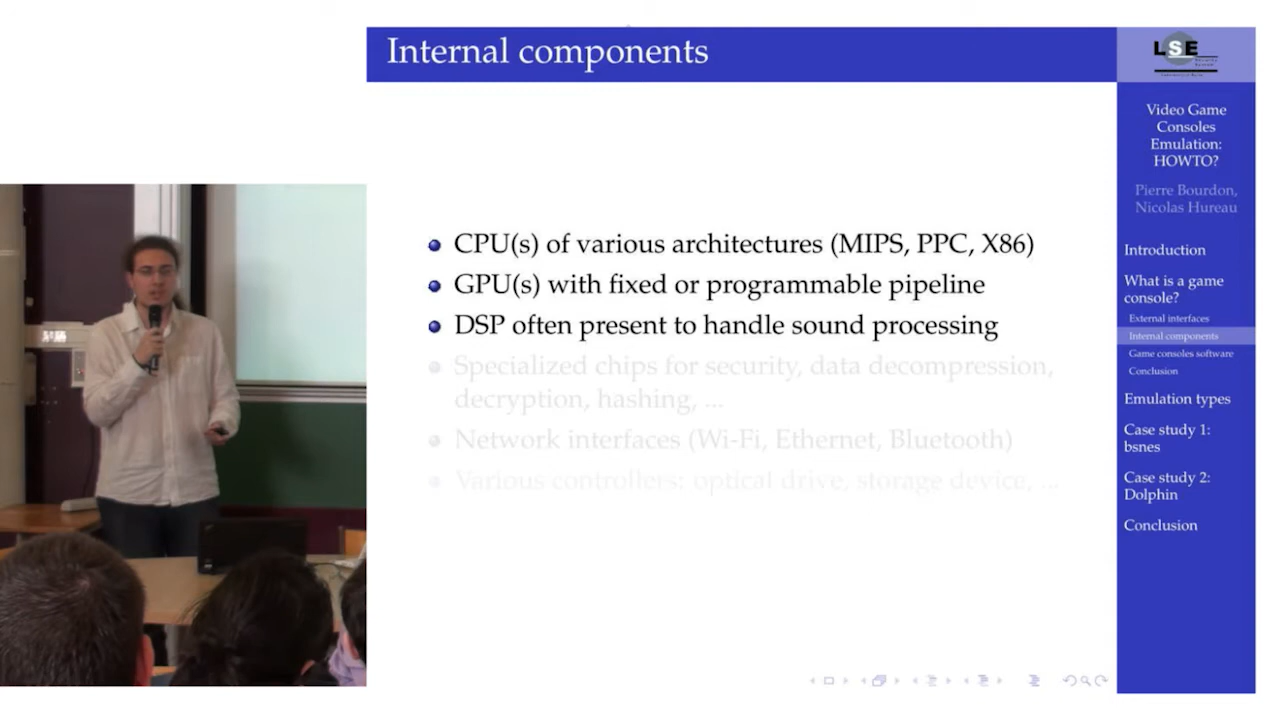 Internal components
CPU(s) of various architectures (MIPS, PPC, X86)
GPU(s) with fixed or programmable pipeline
DSP often present to handle sound processing
Specialized chips for security, data decompression,
decryption, hashing, ...
Network interfaces (Wi-Fi, Ethernet, Bluetooth)
Various controllers: optical drive, storage device, ...
LSE
Video Game
Consoles
Emulation:
HOWTO?
Pierre Bourdon,
Nicolas Hureau
Introduction
What is a game
console?
External interfaces
Internal components
Game consoles software
Conclusion
Emulation types
Case study 1:
bsnes
Case study 2:
Dolphin
Conclusion